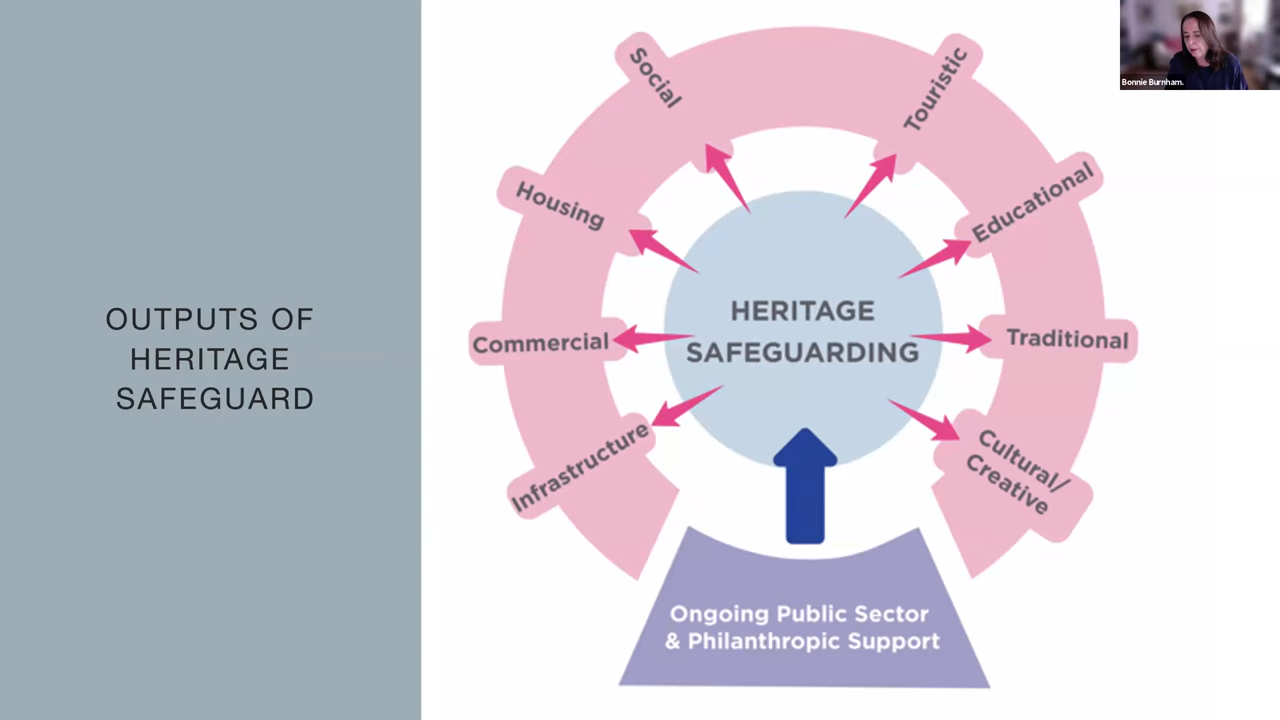 OUTPUTS OF
HERITAGE
SAFEGUARD
Social
Touristic
Housing
Educational
Commercial
Traditional
Infrastructure
Cultural/
Creative
HERITAGE
SAFEGUARDING
Ongoing Public Sector
& Philanthropic Support
Bonnie Burnham.